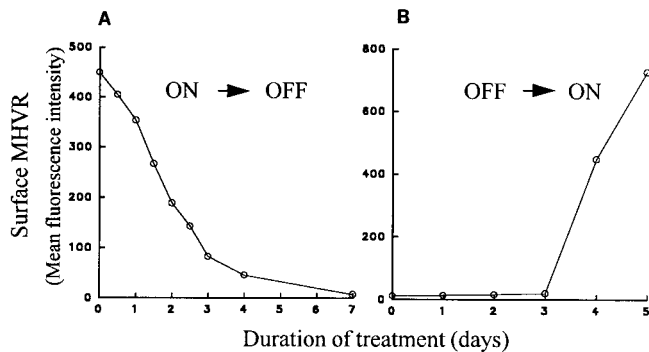 A
B
500
400
300
200
100
0
0 1 2 3 4 5 6 7
ON OFF
800
600
400
200
0
0 1 2 3 4 5
OFF ON
Surface MHVR
(Mean fluorescence intensity)
Duration of treatment (days)